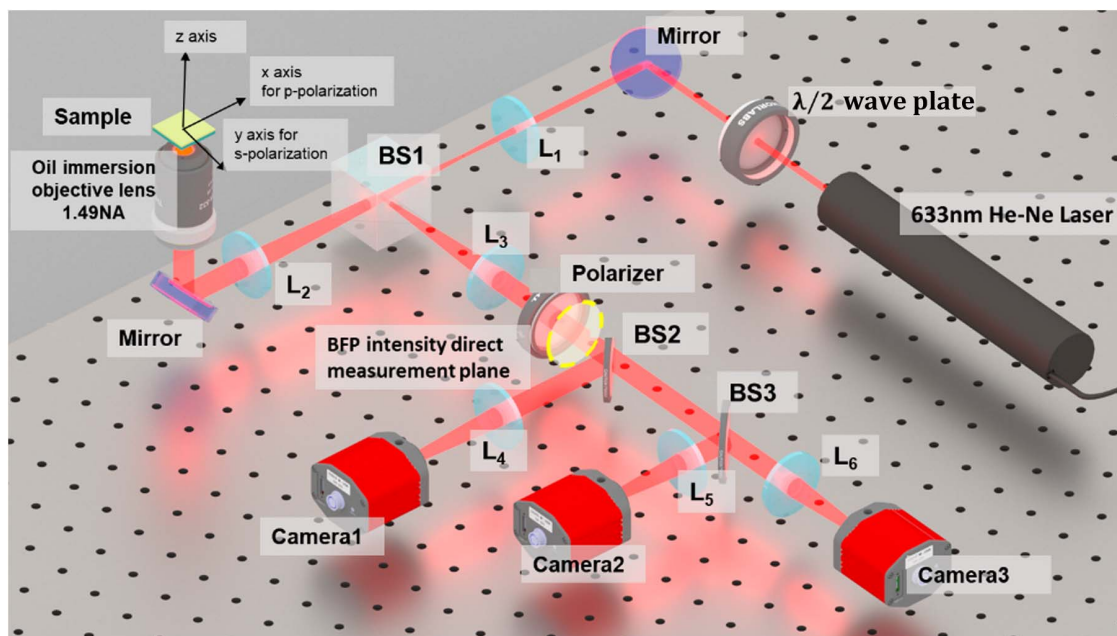 z axis
x axis
for p-polarization
y axis for
s-polarization
Sample
Oil immersion
objective lens
1.49NA
Mirror
λ/2 wave plate
THORLABS
633nm He-Ne Laser
BS1
L₁
L₂
L₃
Mirror
Polarizer
BFP intensity direct
measurement plane
BS2
BS3
L₄
L₅
L₆
Camera1
Camera2
Camera3